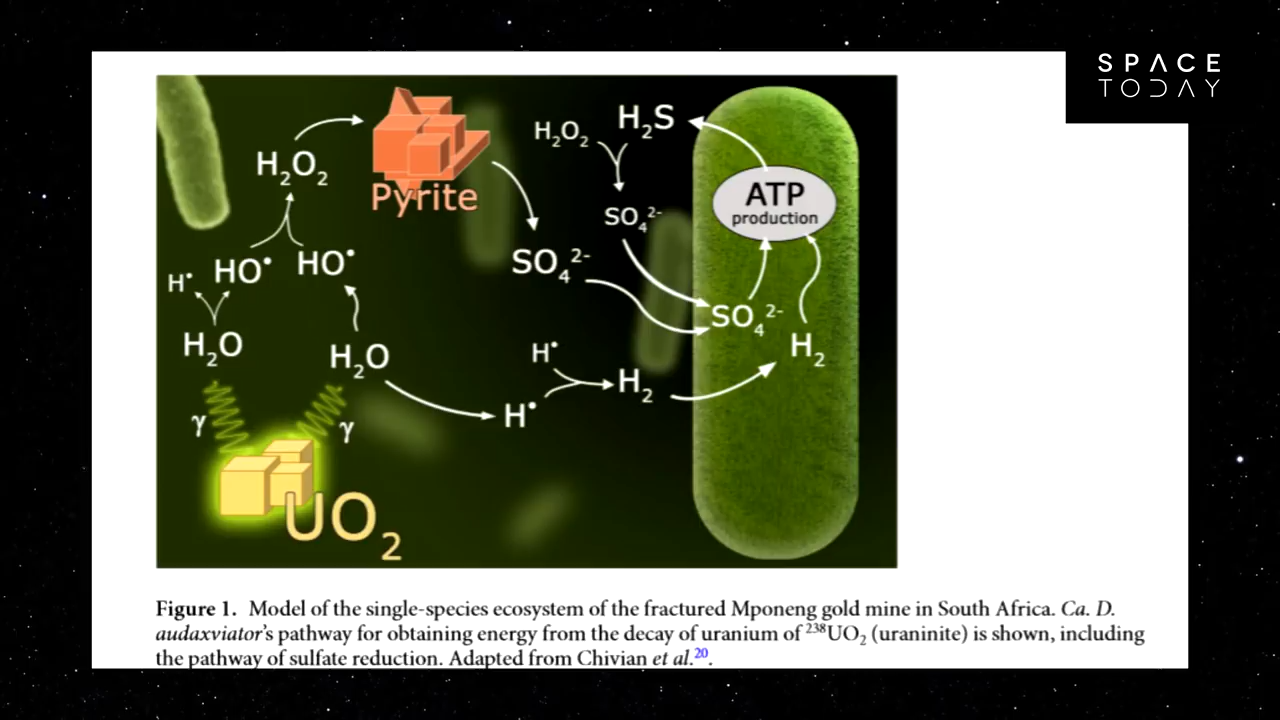 SPACE
TODAY
H₂O₂
Pyrite
H₂O₂
H₂S
ATP
production
SO₄²⁻
SO₄²⁻
H•
HO•
HO•
SO₄²⁻
H₂O
H₂O
H•
H₂
H₂
H•
γ
γ
UO₂
Figure 1. Model of the single-species ecosystem of the fractured Mponeng gold mine in South Africa. Ca. D.
audaxviator's pathway for obtaining energy from the decay of uranium of ²³⁸UO₂ (uraninite) is shown, including
the pathway of sulfate reduction. Adapted from Chivian et al.²⁰.